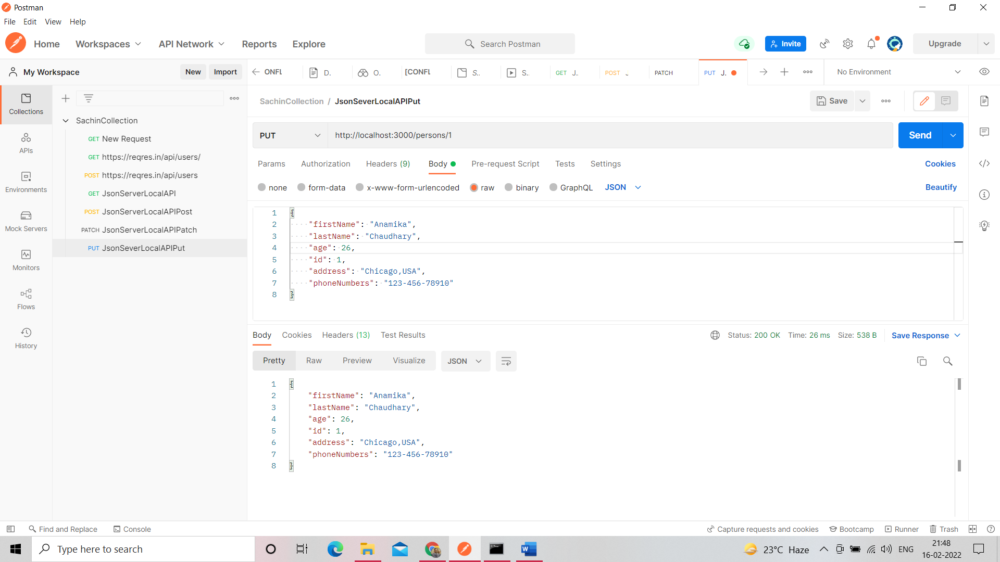 Postman
File Edit View Help
Home Workspaces API Network Reports Explore
Search Postman
Invite
Upgrade
My Workspace
New Import
ONFL D. O. [CONFL S. S. GET J. POST PATCH PUT J.
No Environment
Collections
APIs
Environments
Mock Servers
Monitors
Flows
History
SachinCollection
GET New Request
GET https://reqres.in/api/users/
POST https://reqres.in/api/users
GET JsonServerLocalAPI
POST JsonServerLocalAPIPost
PATCH JsonServerLocalAPIPatch
PUT JsonSeverLocalAPIPut
SachinCollection / JsonSeverLocalAPIPut
Save
PUT http://localhost:3000/persons/1
Send
Params Authorization Headers (9) Body Pre-request Script Tests Settings
Cookies
none form-data x-www-form-urlencoded raw binary GraphQL JSON
Beautify
1 {
2 "firstName": "Anamika",
3 "lastName": "Chaudhary",
4 "age": 26,
5 "id": 1,
6 "address": "Chicago,USA",
7 "phoneNumbers": "123-456-78910"
8 }
Body Cookies Headers (13) Test Results
Status: 200 OK Time: 26 ms Size: 538 B Save Response
Pretty Raw Preview Visualize JSON
1 {
2 "firstName": "Anamika",
3 "lastName": "Chaudhary",
4 "age": 26,
5 "id": 1,
6 "address": "Chicago,USA",
7 "phoneNumbers": "123-456-78910"
8 }
Find and Replace Console
Capture requests and cookies Bootcamp Runner Trash
Type here to search
23°C Haze
ENG
21:48
16-02-2022